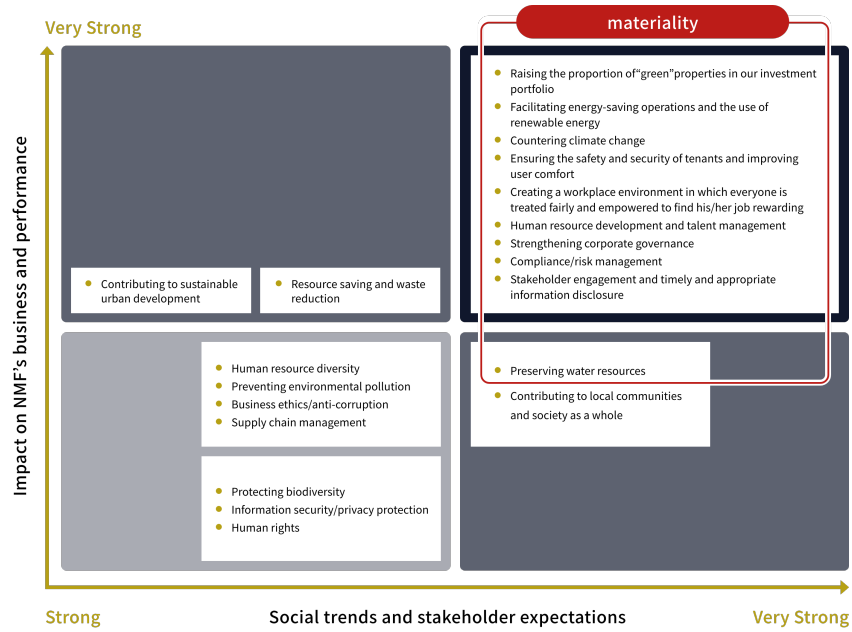 Very Strong
materiality
Raising the proportion of“green”properties in our investment
portfolio
Facilitating energy-saving operations and the use of
renewable energy
Countering climate change
Ensuring the safety and security of tenants and improving
user comfort
Creating a workplace environment in which everyone is
treated fairly and empowered to find his/her job rewarding
Human resource development and talent management
Strengthening corporate governance
Compliance/risk management
Stakeholder engagement and timely and appropriate
information disclosure
Contributing to sustainable
urban development
Resource saving and waste
reduction
Human resource diversity
Preventing environmental pollution
Business ethics/anti-corruption
Supply chain management
Preserving water resources
Contributing to local communities
and society as a whole
Protecting biodiversity
Information security/privacy protection
Human rights
Impact on NMF’s business and performance
Strong
Social trends and stakeholder expectations
Very Strong